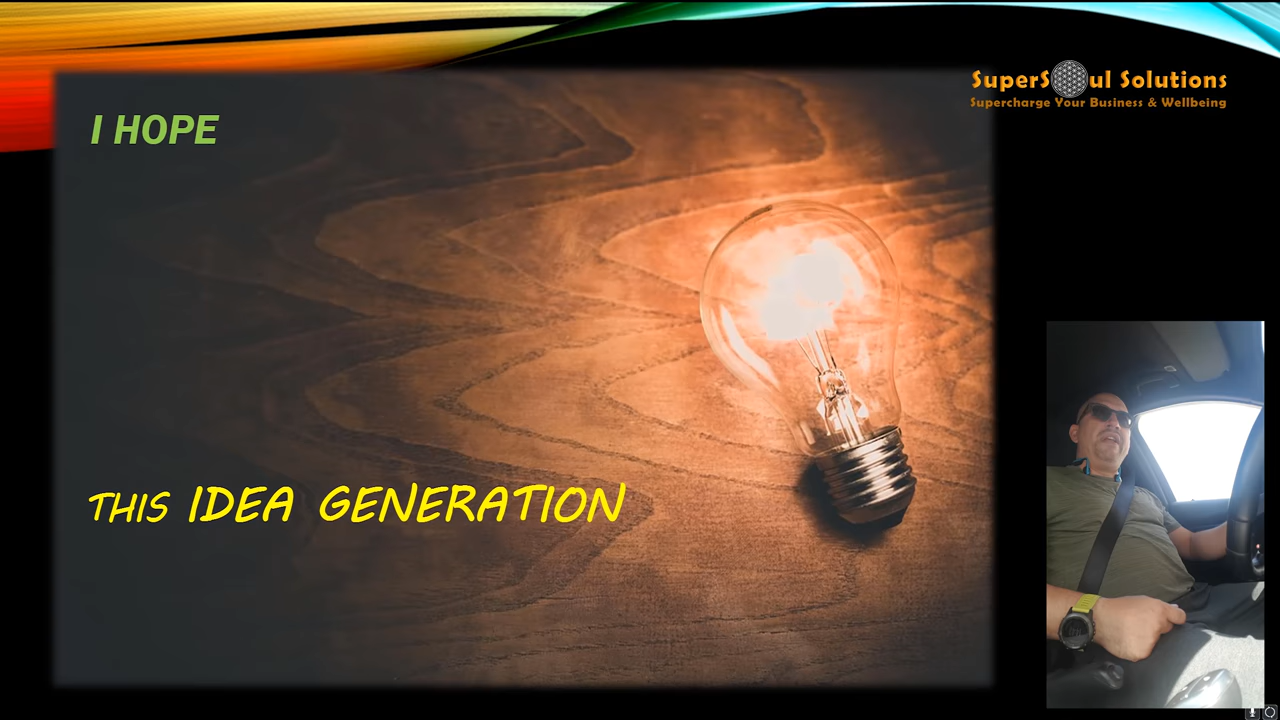 SuperSoul Solutions
Supercharge Your Business & Wellbeing
I HOPE
THIS IDEA GENERATION